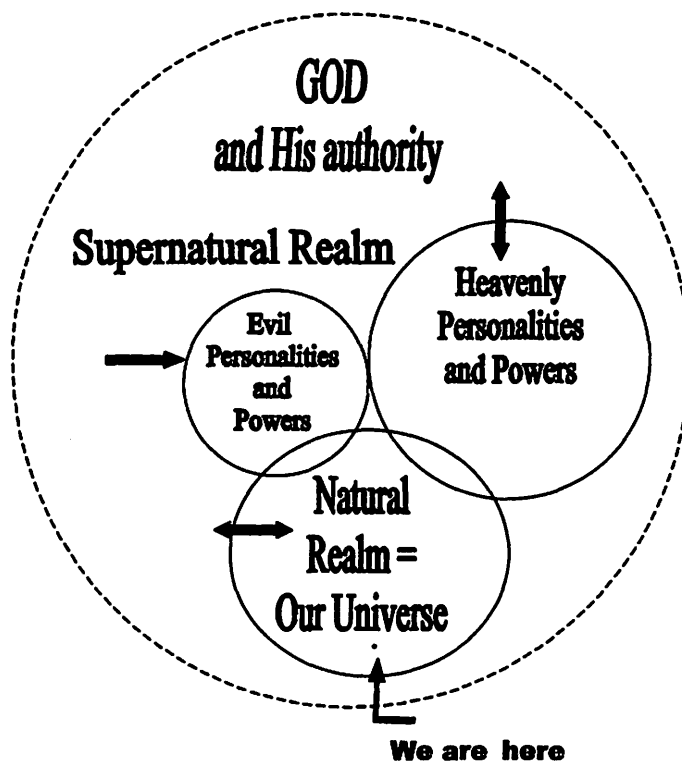 GOD
and His authority
Supernatural Realm
Heavenly
Personalities
and Powers
Evil
Personalities
and
Powers
Natural
Realm =
Our Universe
We are here